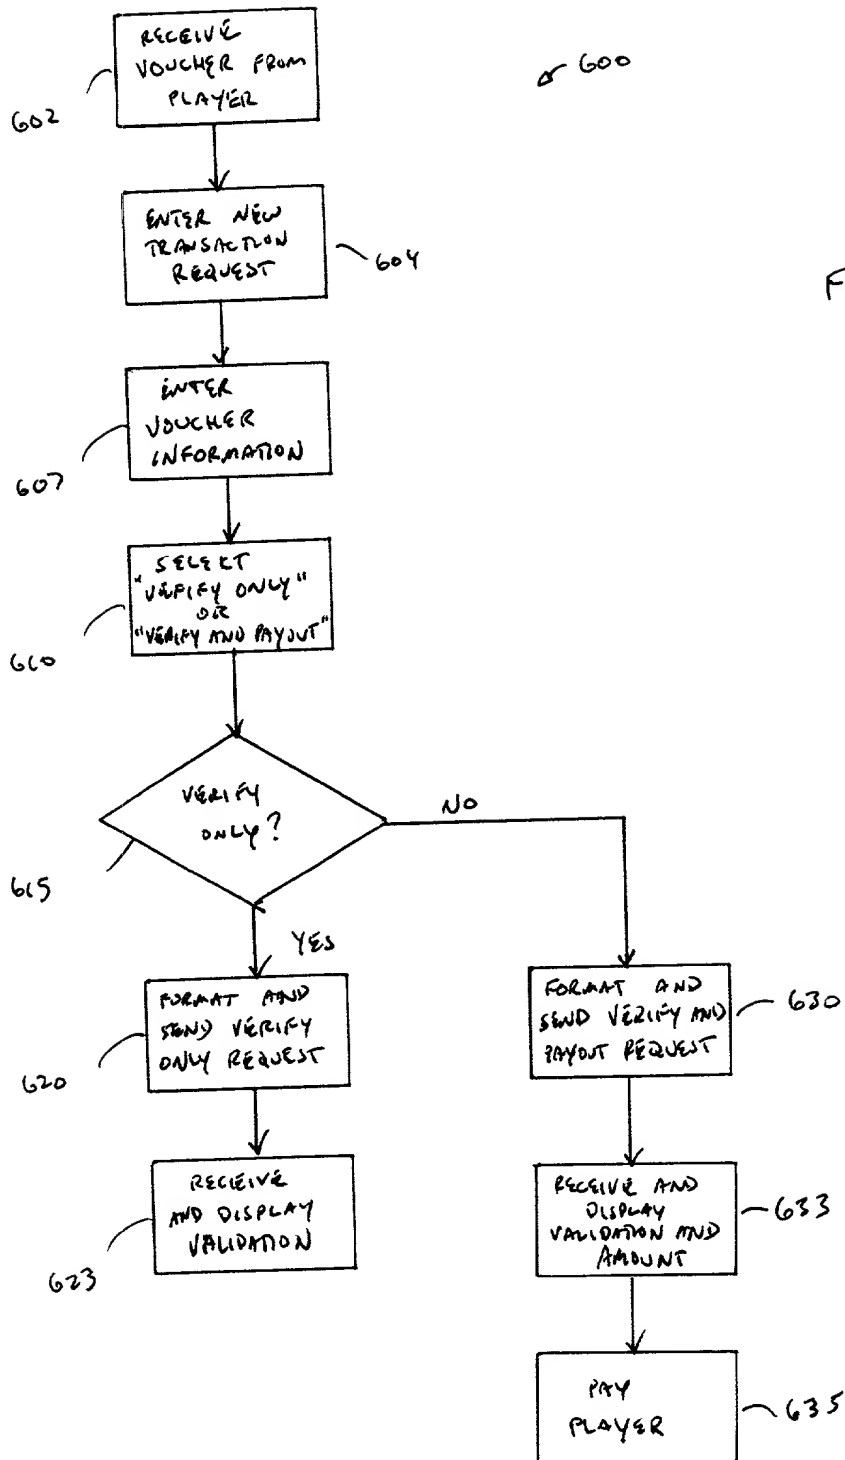 RECEIVE
VOUCHER FROM
PLAYER
602
600
ENTER NEW
TRANSACTION
REQUEST
604
F
ENTER
VOUCHER
INFORMATION
607
SELECT
"VERIFY ONLY"
OR
"VERIFY AND PAYOUT"
610
VERIFY
ONLY?
615
NO
YES
FORMAT AND
SEND VERIFY
ONLY REQUEST
620
FORMAT AND
SEND VERIFY AND
PAYOUT REQUEST
630
RECEIVE
AND DISPLAY
VALIDATION
623
RECEIVE AND
DISPLAY
VALIDATION AND
AMOUNT
633
PAY
PLAYER
635